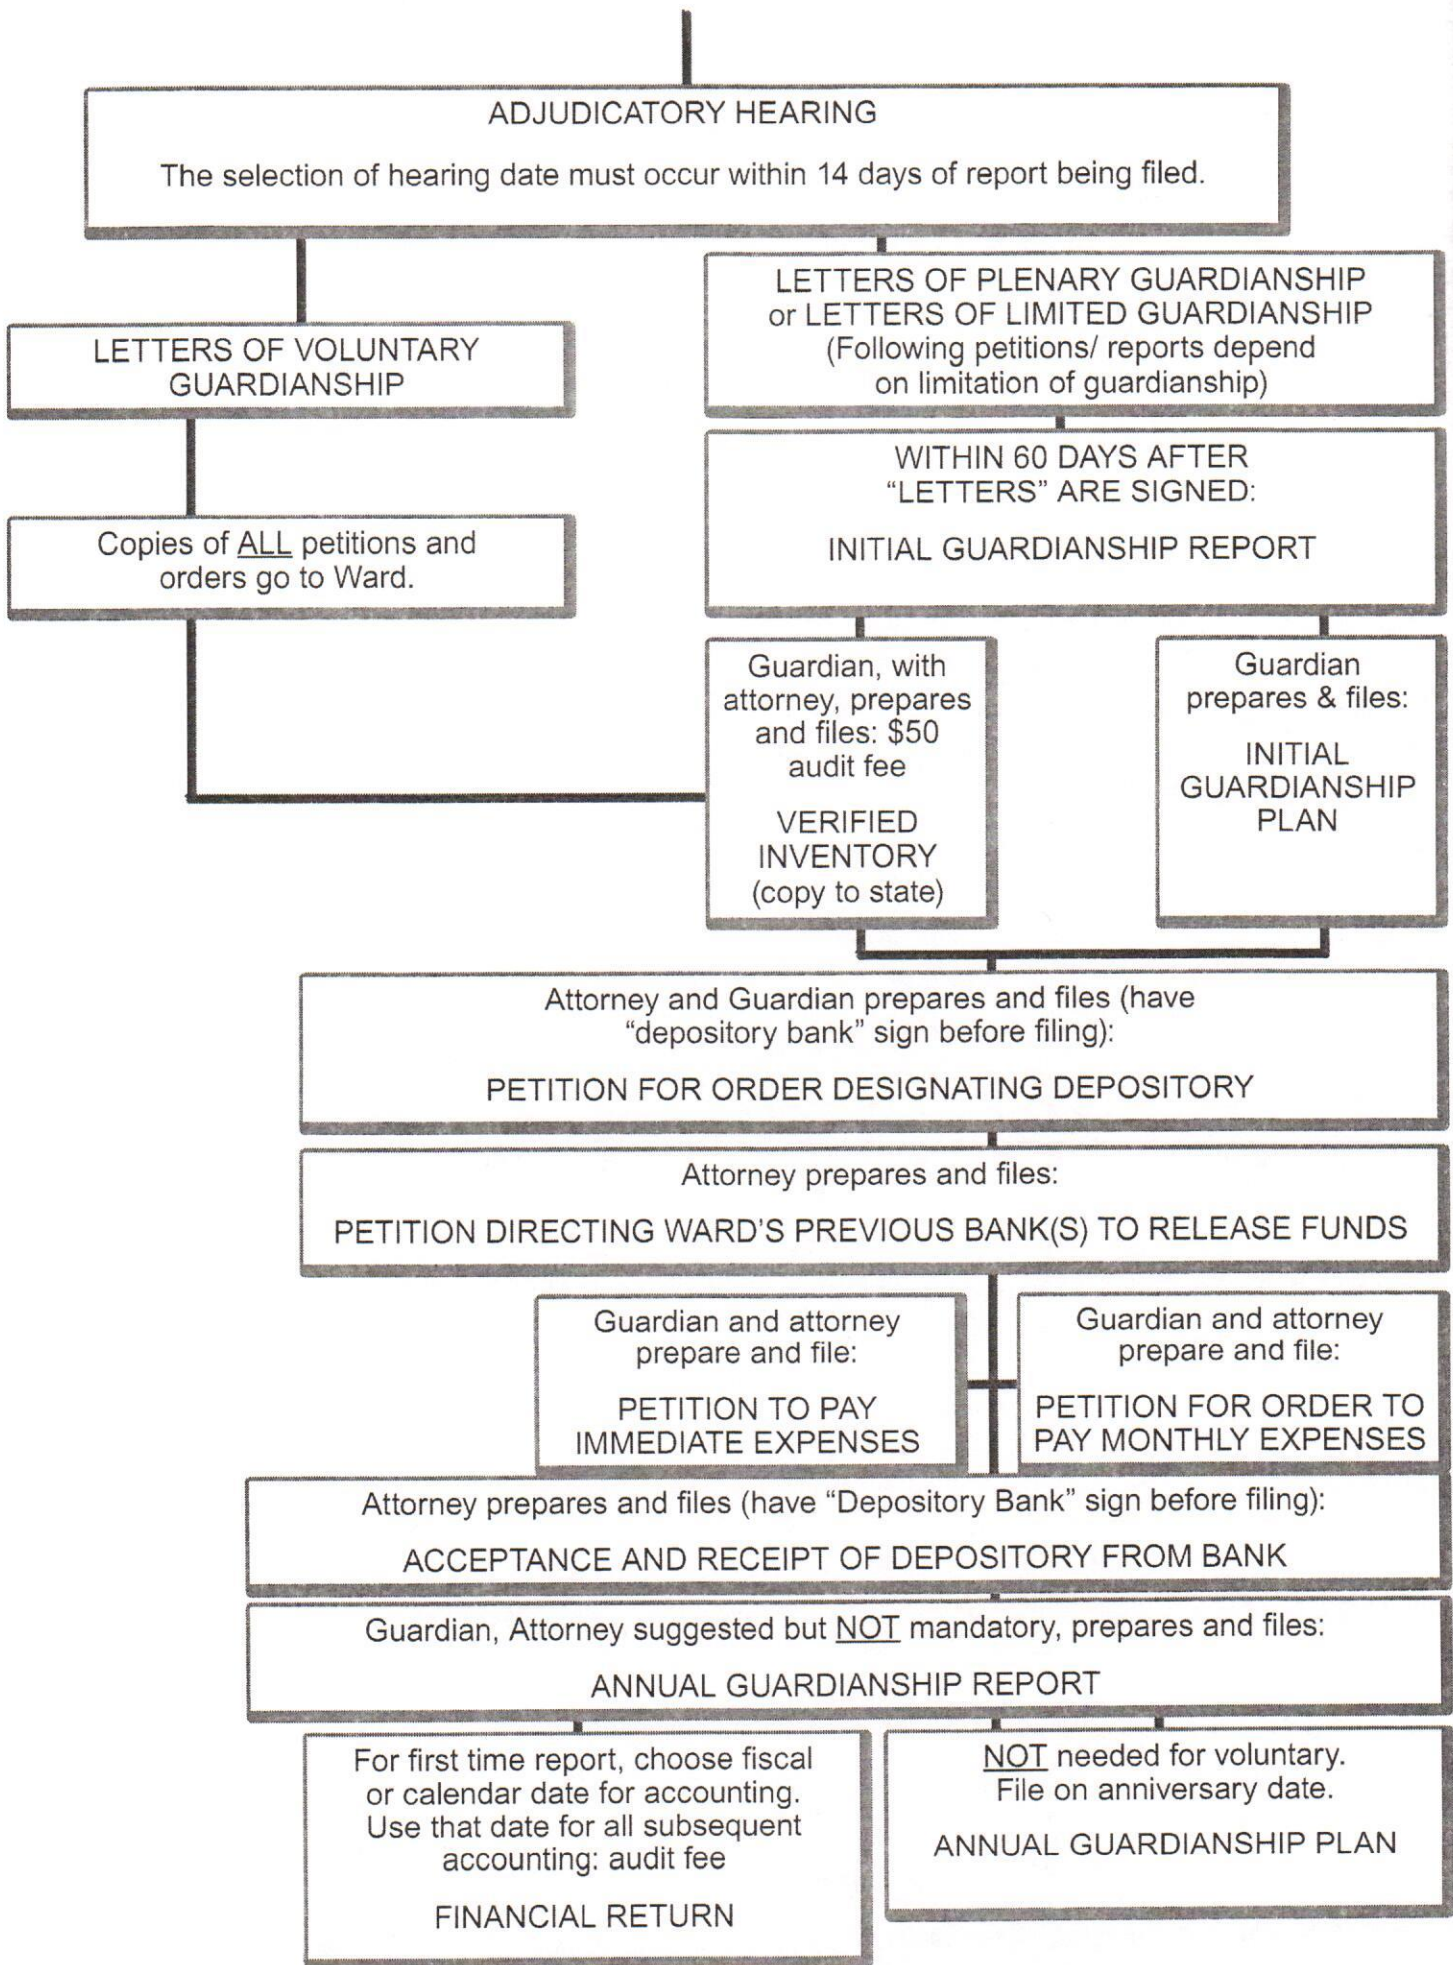 ADJUDICATORY HEARING
The selection of hearing date must occur within 14 days of report being filed.
LETTERS OF VOLUNTARY
GUARDIANSHIP
Copies of ALL petitions and
orders go to Ward.
LETTERS OF PLENARY GUARDIANSHIP
or LETTERS OF LIMITED GUARDIANSHIP
(Following petitions/ reports depend
on limitation of guardianship)
WITHIN 60 DAYS AFTER
“LETTERS” ARE SIGNED:
INITIAL GUARDIANSHIP REPORT
Guardian, with
attorney, prepares
and files: $50
audit fee
VERIFIED
INVENTORY
(copy to state)
Guardian
prepares & files:
INITIAL
GUARDIANSHIP
PLAN
Attorney and Guardian prepares and files (have
“depository bank” sign before filing):
PETITION FOR ORDER DESIGNATING DEPOSITORY
Attorney prepares and files:
PETITION DIRECTING WARD’S PREVIOUS BANK(S) TO RELEASE FUNDS
Guardian and attorney
prepare and file:
PETITION TO PAY
IMMEDIATE EXPENSES
Guardian and attorney
prepare and file:
PETITION FOR ORDER TO
PAY MONTHLY EXPENSES
Attorney prepares and files (have “Depository Bank” sign before filing):
ACCEPTANCE AND RECEIPT OF DEPOSITORY FROM BANK
Guardian, Attorney suggested but NOT mandatory, prepares and files:
ANNUAL GUARDIANSHIP REPORT
For first time report, choose fiscal
or calendar date for accounting.
Use that date for all subsequent
accounting: audit fee
FINANCIAL RETURN
NOT needed for voluntary.
File on anniversary date.
ANNUAL GUARDIANSHIP PLAN